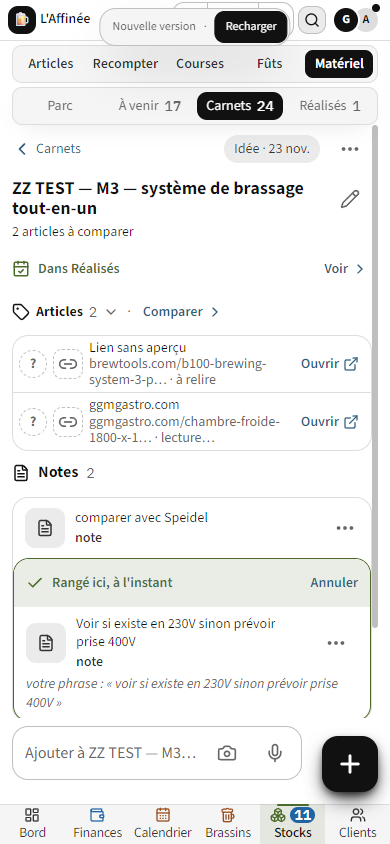 L'Affinée
Nouvelle version ·
Recharger
G
A
Articles
Recompter
Courses
Fûts
Matériel
Parc
À venir 17
Carnets 24
Réalisés 1
Carnets
Idée · 23 nov.
ZZ TEST — M3 — système de brassage
tout-en-un
2 articles à comparer
Dans Réalisés
Voir
Articles 2
· Comparer
?
Lien sans aperçu
brewtools.com/b100-brewing-
system-3-p… · à relire
Ouvrir
?
ggmgastro.com
ggmgastro.com/chambre-froide-
1800-x-1… · lecture…
Ouvrir
Notes 2
comparer avec Speidel
note
Rangé ici, à l'instant
Annuler
Voir si existe en 230V sinon prévoir
prise 400V
note
votre phrase : « voir si existe en 230V sinon prévoir prise
400V »
Ajouter à ZZ TEST — M3…
Bord
Finances
Calendrier
Brassins
11
Stocks
Clients